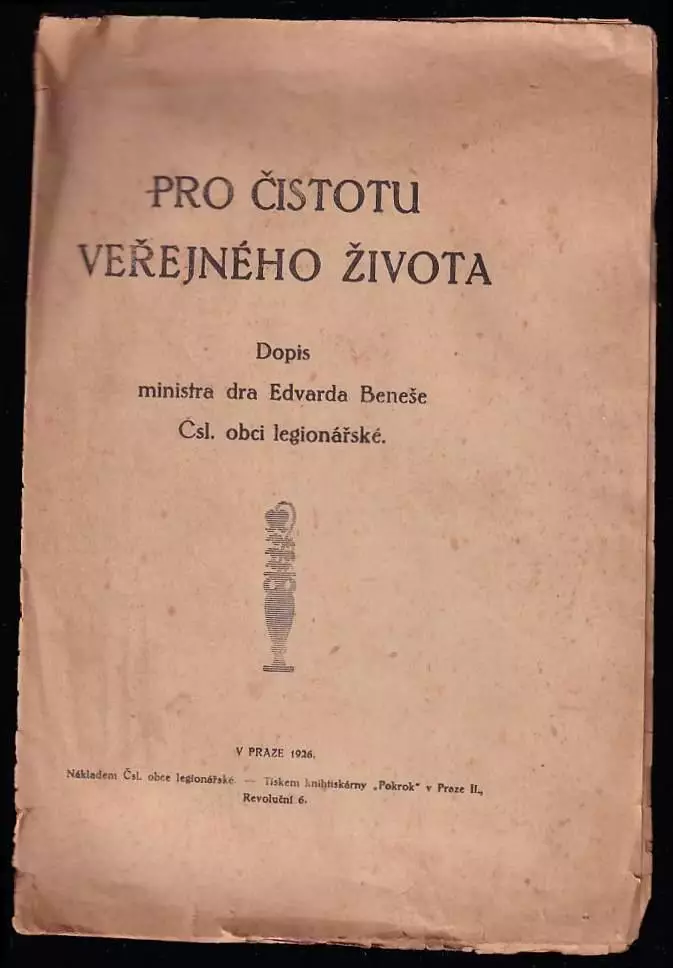 PRO ČISTOTU
VEŘEJNÉHO ŽIVOTA
Dopis
ministra dra Edvarda Beneše
Čsl. obci legionářské.
V PRAZE 1926.
Nákladem Čsl. obce legionářské. — Tiskem knihtiskárny „Pokrok“ v Praze II.,
Revoluční 6.